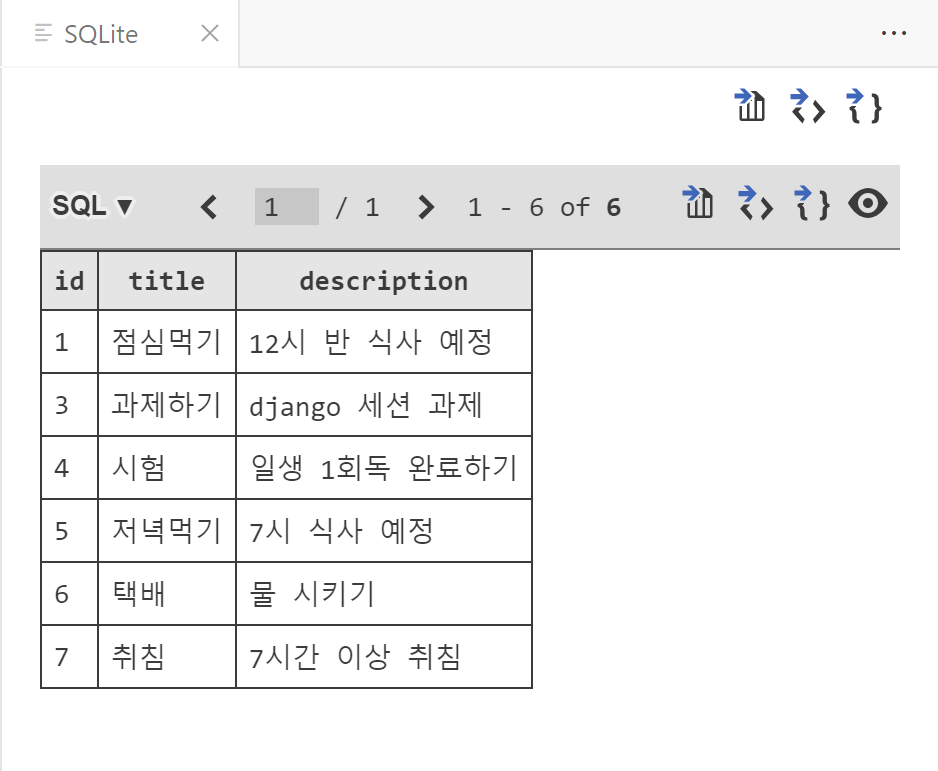 SQLite
SQL ▼ 1 / 1 1 - 6 of 6
id title description
1 점심먹기 12시 반 식사 예정
3 과제하기 django 세션 과제
4 시험 일생 1회독 완료하기
5 저녁먹기 7시 식사 예정
6 택배 물 시키기
7 취침 7시간 이상 취침